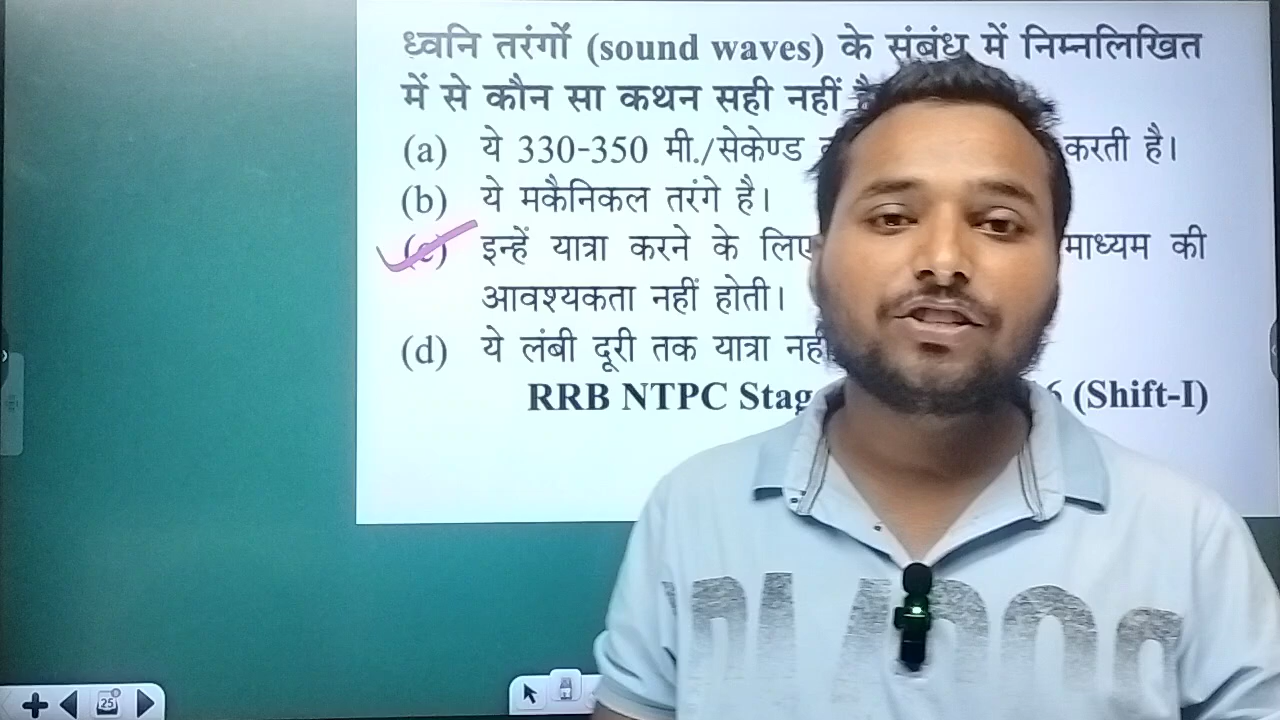 ध्वनि तरंगों (sound waves) के संबंध में निम्नलिखित
में से कौन सा कथन सही नहीं
(a) ये 330-350 मी./सेकेण्ड करती है।
(b) ये मकैनिकल तरंगे है।
(c) इन्हें यात्रा करने के लिए माध्यम की
आवश्यकता नहीं होती।
(d) ये लंबी दूरी तक यात्रा
RRB NTPC (Shift-I)
25